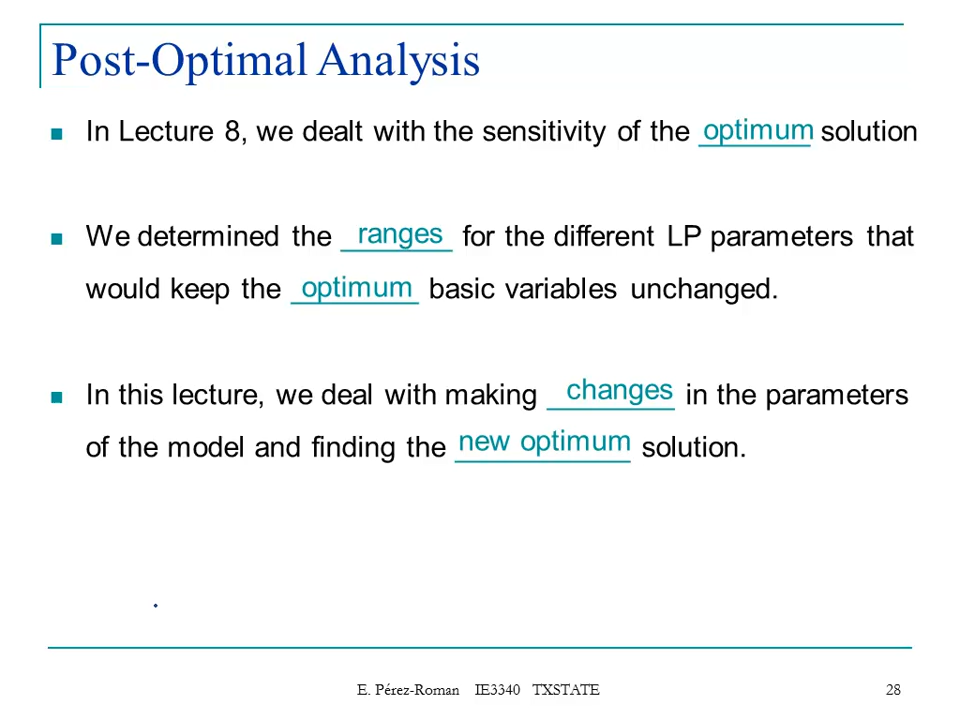 Post-Optimal Analysis
In Lecture 8, we dealt with the sensitivity of the optimum solution
We determined the ranges for the different LP parameters that
would keep the optimum basic variables unchanged.
In this lecture, we deal with making changes in the parameters
of the model and finding the new optimum solution.
.
E. Pérez-Roman IE3340 TXSTATE 28